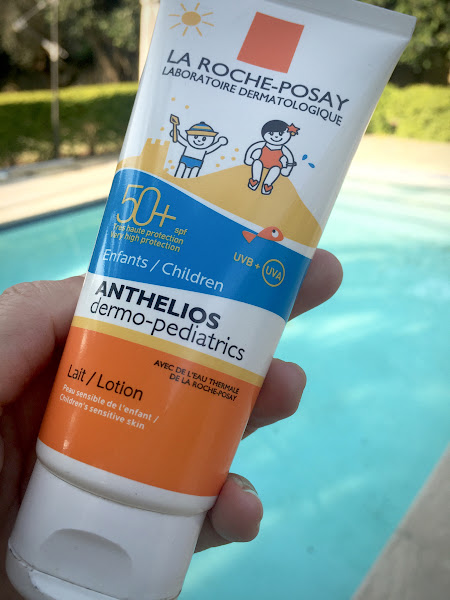 LA ROCHE-POSAY
LABORATOIRE DERMATOLOGIQUE
50+ spf
Très haute protection
Very high protection
UVB + UVA
Enfants / Children
ANTHELIOS
dermo-pediatrics
AVEC DE L'EAU THERMALE
DE LA ROCHE-POSAY
Lait / Lotion
Peau sensible de l'enfant /
Children's sensitive skin